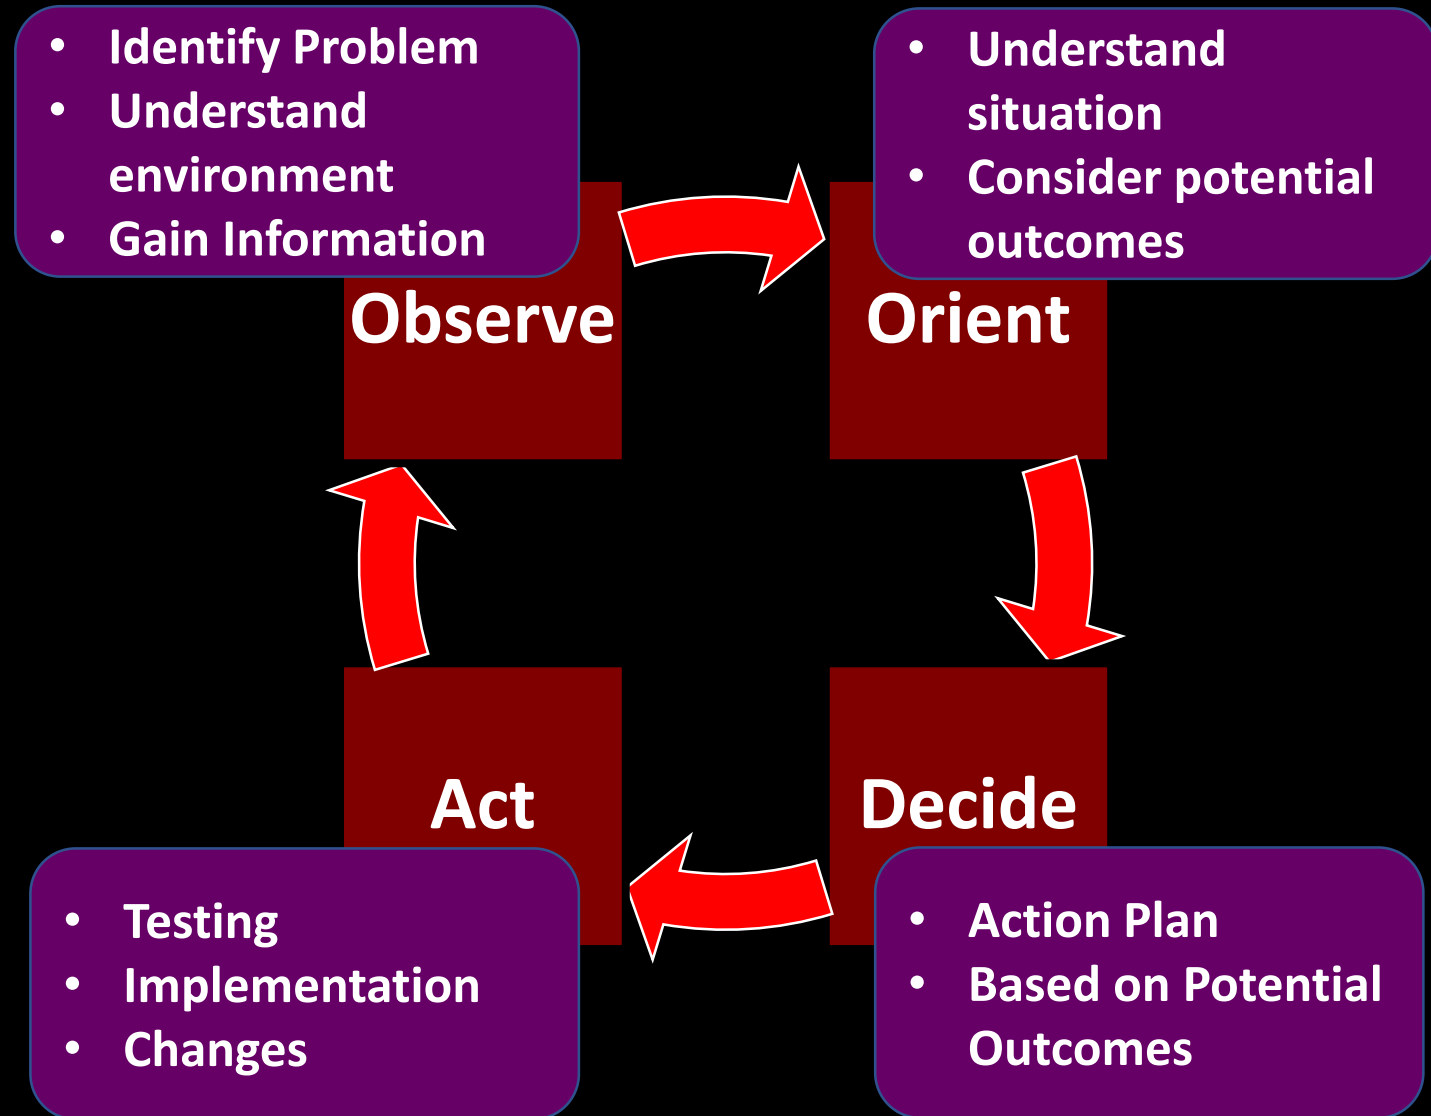 • Identify Problem
• Understand
environment
• Gain Information
Observe
• Understand
situation
• Consider potential
outcomes
Orient
Decide
• Action Plan
• Based on Potential
Outcomes
Act
• Testing
• Implementation
• Changes